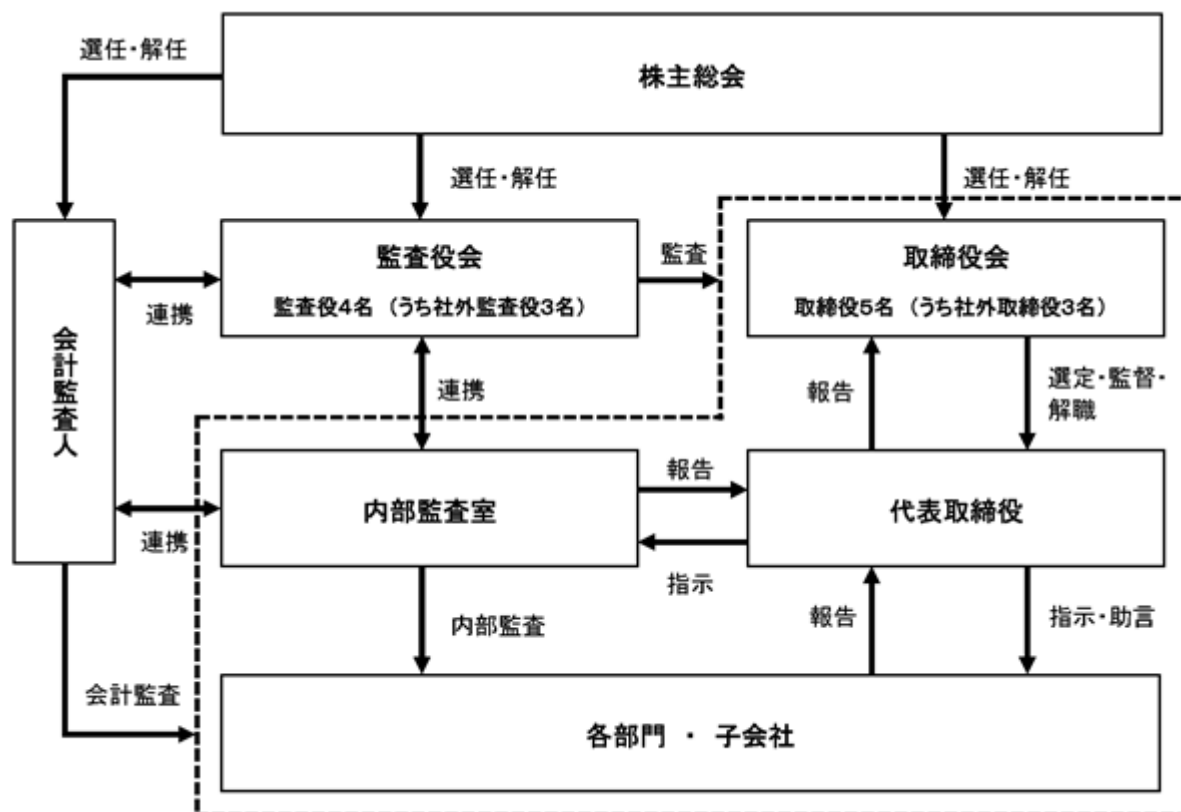 選任・解任
株主総会
選任・解任
選任・解任
監査役会
監査役4名 (うち社外監査役3名)
監査
取締役会
取締役5名 (うち社外取締役3名)
連携
会計監査人
連携
報告
選定・監督・
解職
内部監査室
報告
代表取締役
連携
指示
内部監査
報告
指示・助言
会計監査
各部門 ・ 子会社